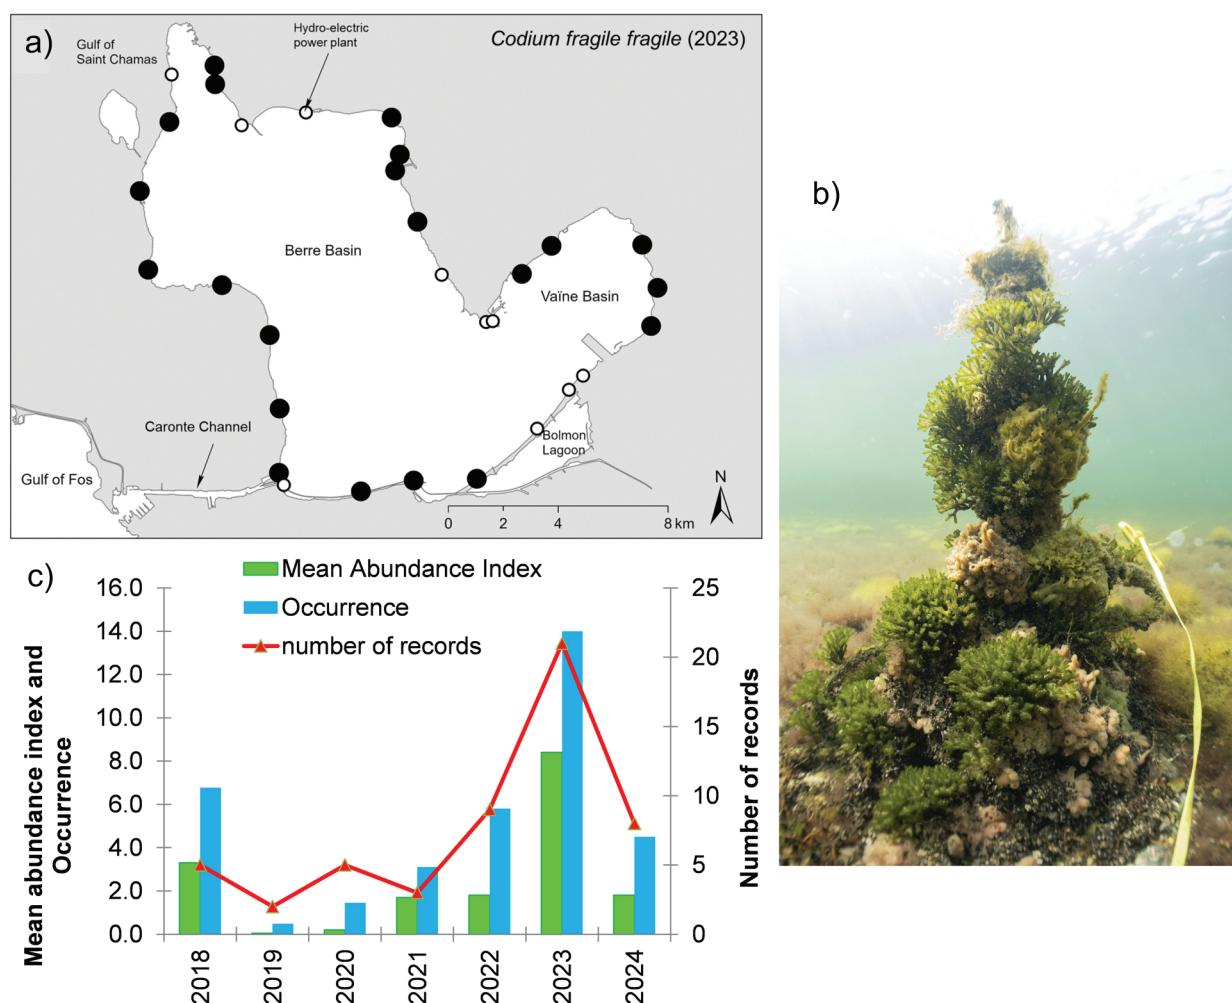 a)
Hydro-electric
power plant
Codium fragile fragile (2023)
Gulf of
Saint Chamas
Berre Basin
Vaïne Basin
Caronte Channel
Bolmon
Lagoon
Gulf of Fos
N
0 2 4 8 km
b)
c)
Mean Abundance Index
Occurrence
number of records
Mean abundance index and
Occurrence
16.0
14.0
12.0
10.0
8.0
6.0
4.0
2.0
0.0
25
20
15
10
5
0
Number of records
2018 2019 2020 2021 2022 2023 2024